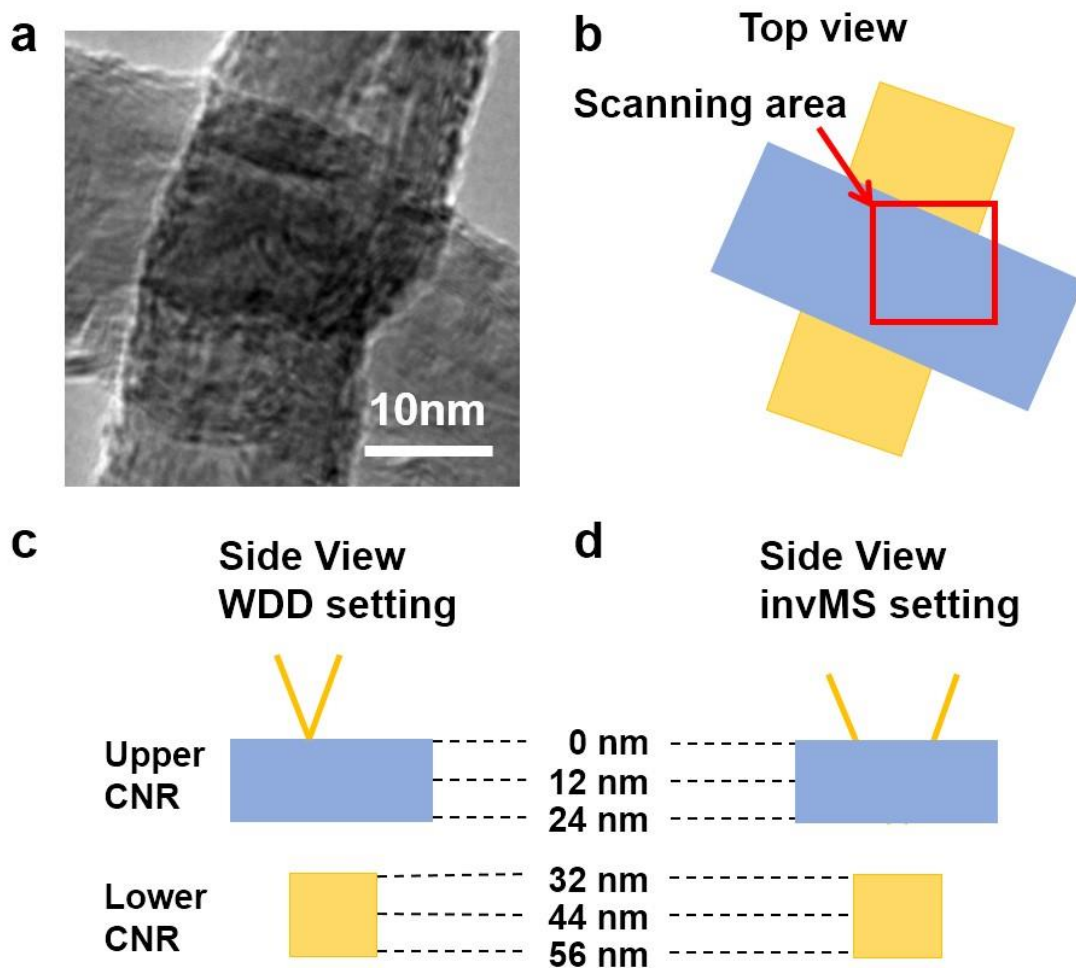 a
10nm
b
Top view
Scanning area
c
Side View
WDD setting
d
Side View
invMS setting
Upper
CNR
0 nm
12 nm
24 nm
Lower
CNR
32 nm
44 nm
56 nm